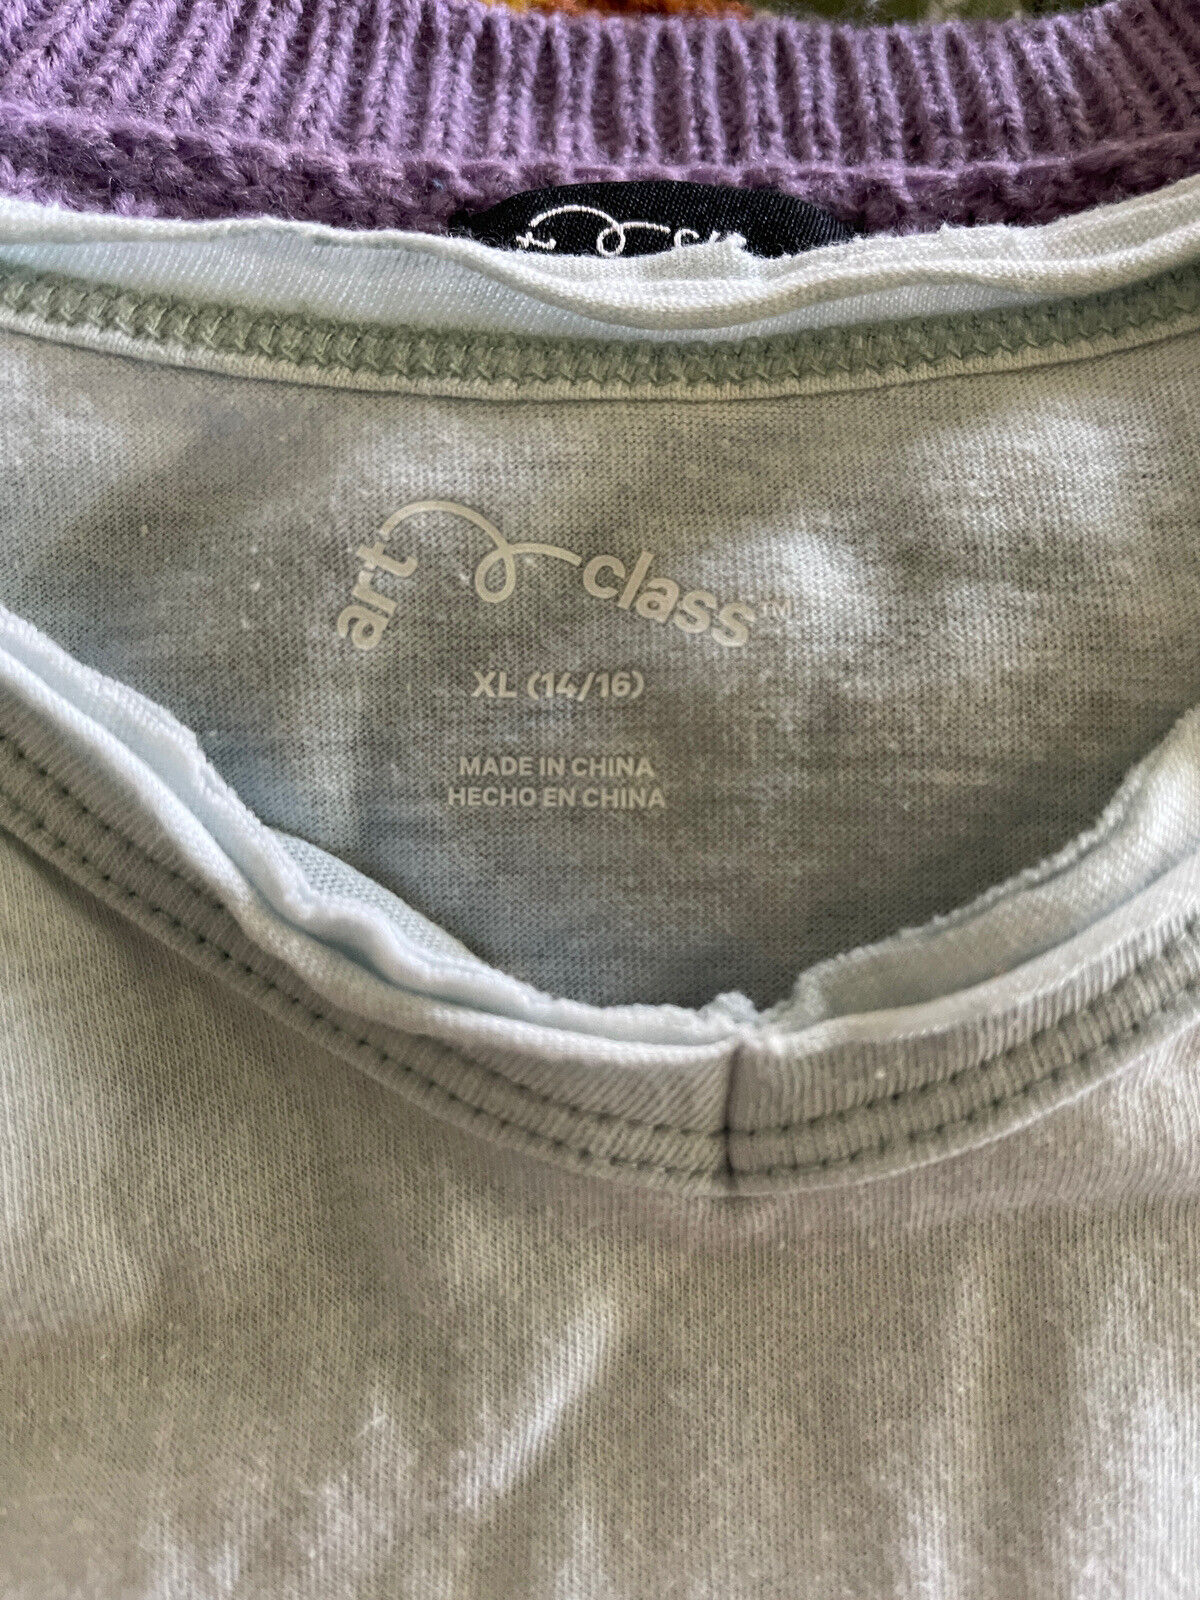 art class™
XL (14/16)
MADE IN CHINA
HECHO EN CHINA